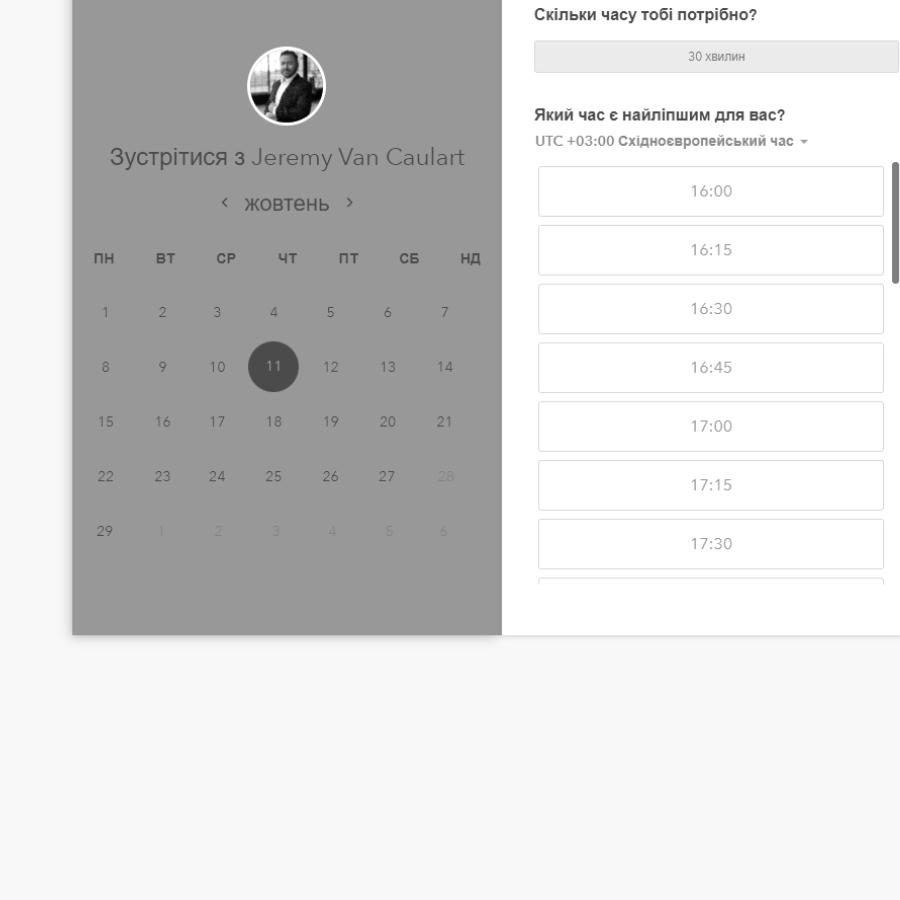 Зустрітися з Jeremy Van Caulart
жовтень
ПН ВТ СР ЧТ ПТ СБ НД
1 2 3 4 5 6 7
8 9 10 11 12 13 14
15 16 17 18 19 20 21
22 23 24 25 26 27 28
29 1 2 3 4 5 6
Скільки часу тобі потрібно?
30 хвилин
Який час є найліпшим для вас?
UTC +03:00 Східноєвропейський час
16:00
16:15
16:30
16:45
17:00
17:15
17:30